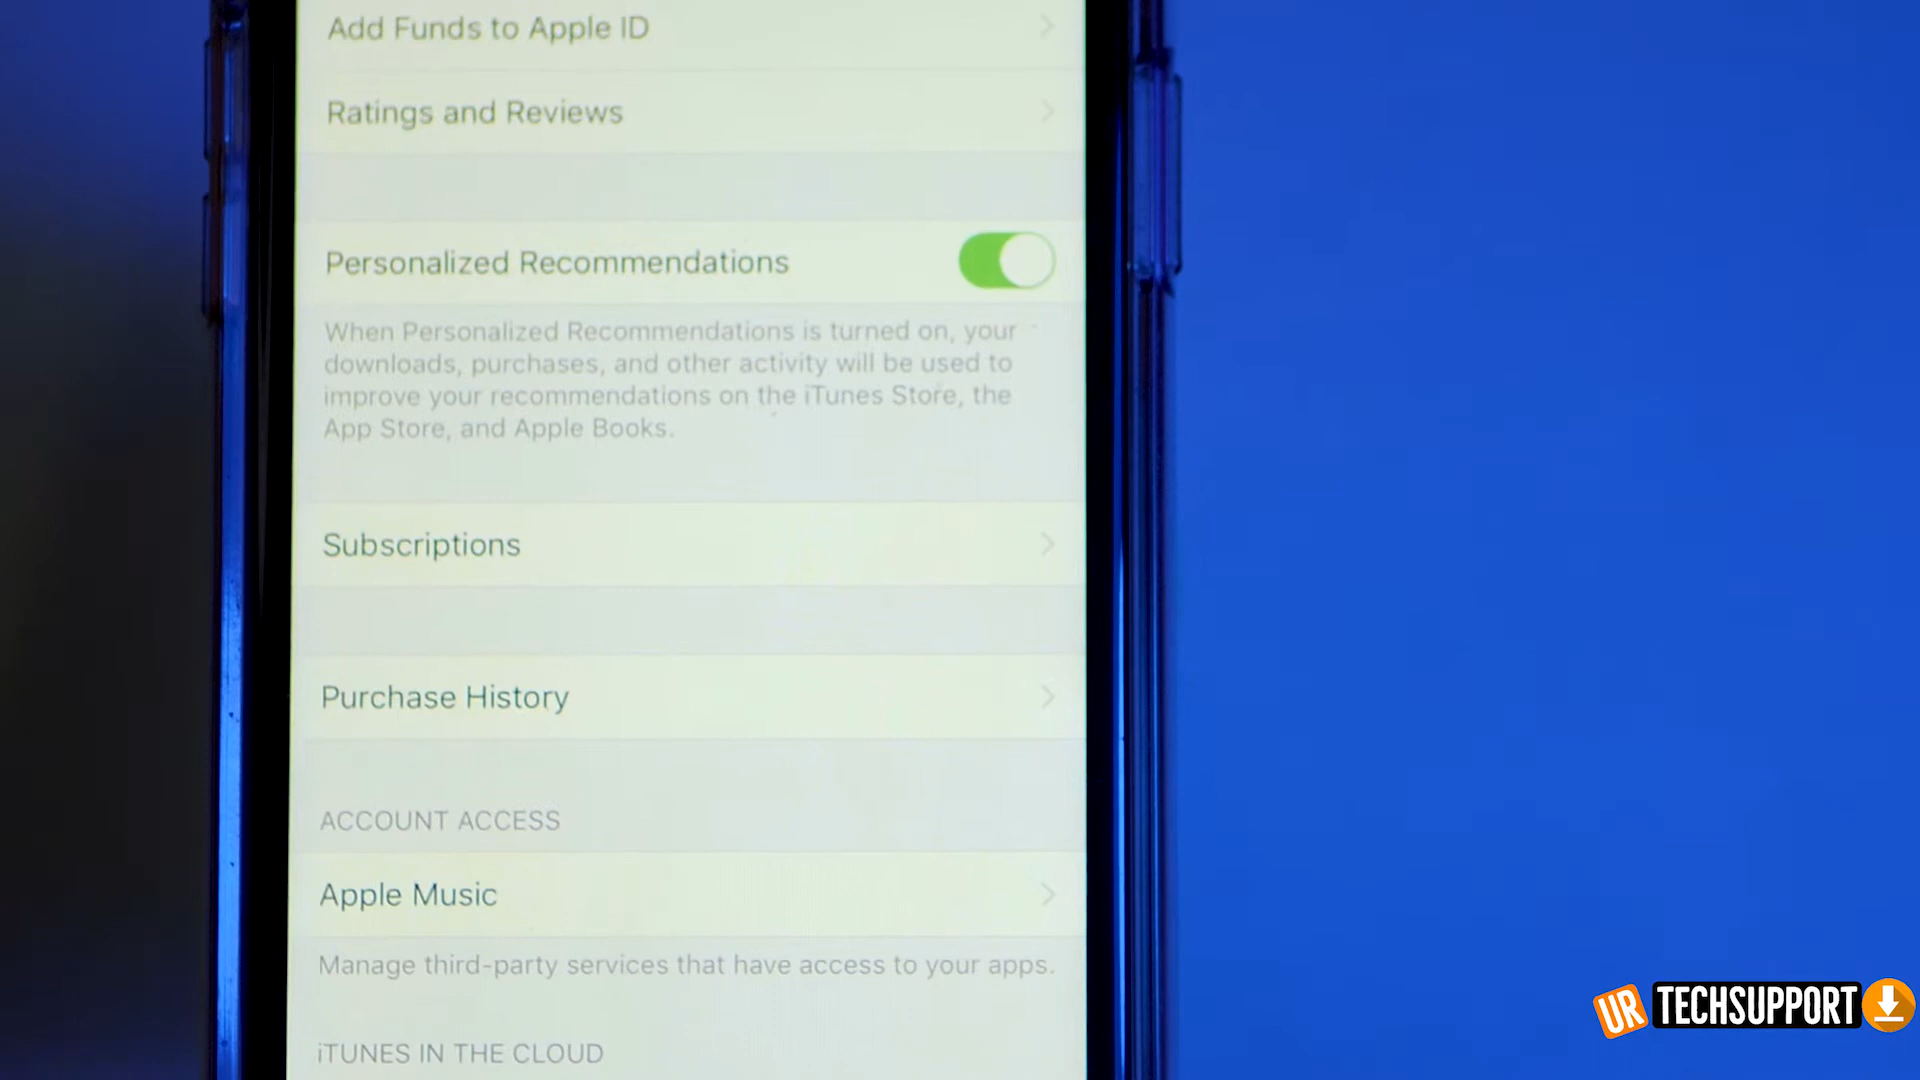 Add Funds to Apple ID
Ratings and Reviews
Personalized Recommendations
When Personalized Recommendations is turned on, your
downloads, purchases, and other activity will be used to
improve your recommendations on the iTunes Store, the
App Store, and Apple Books.
Subscriptions
Purchase History
ACCOUNT ACCESS
Apple Music
Manage third-party services that have access to your apps.
iTUNES IN THE CLOUD
UR TECHSUPPORT